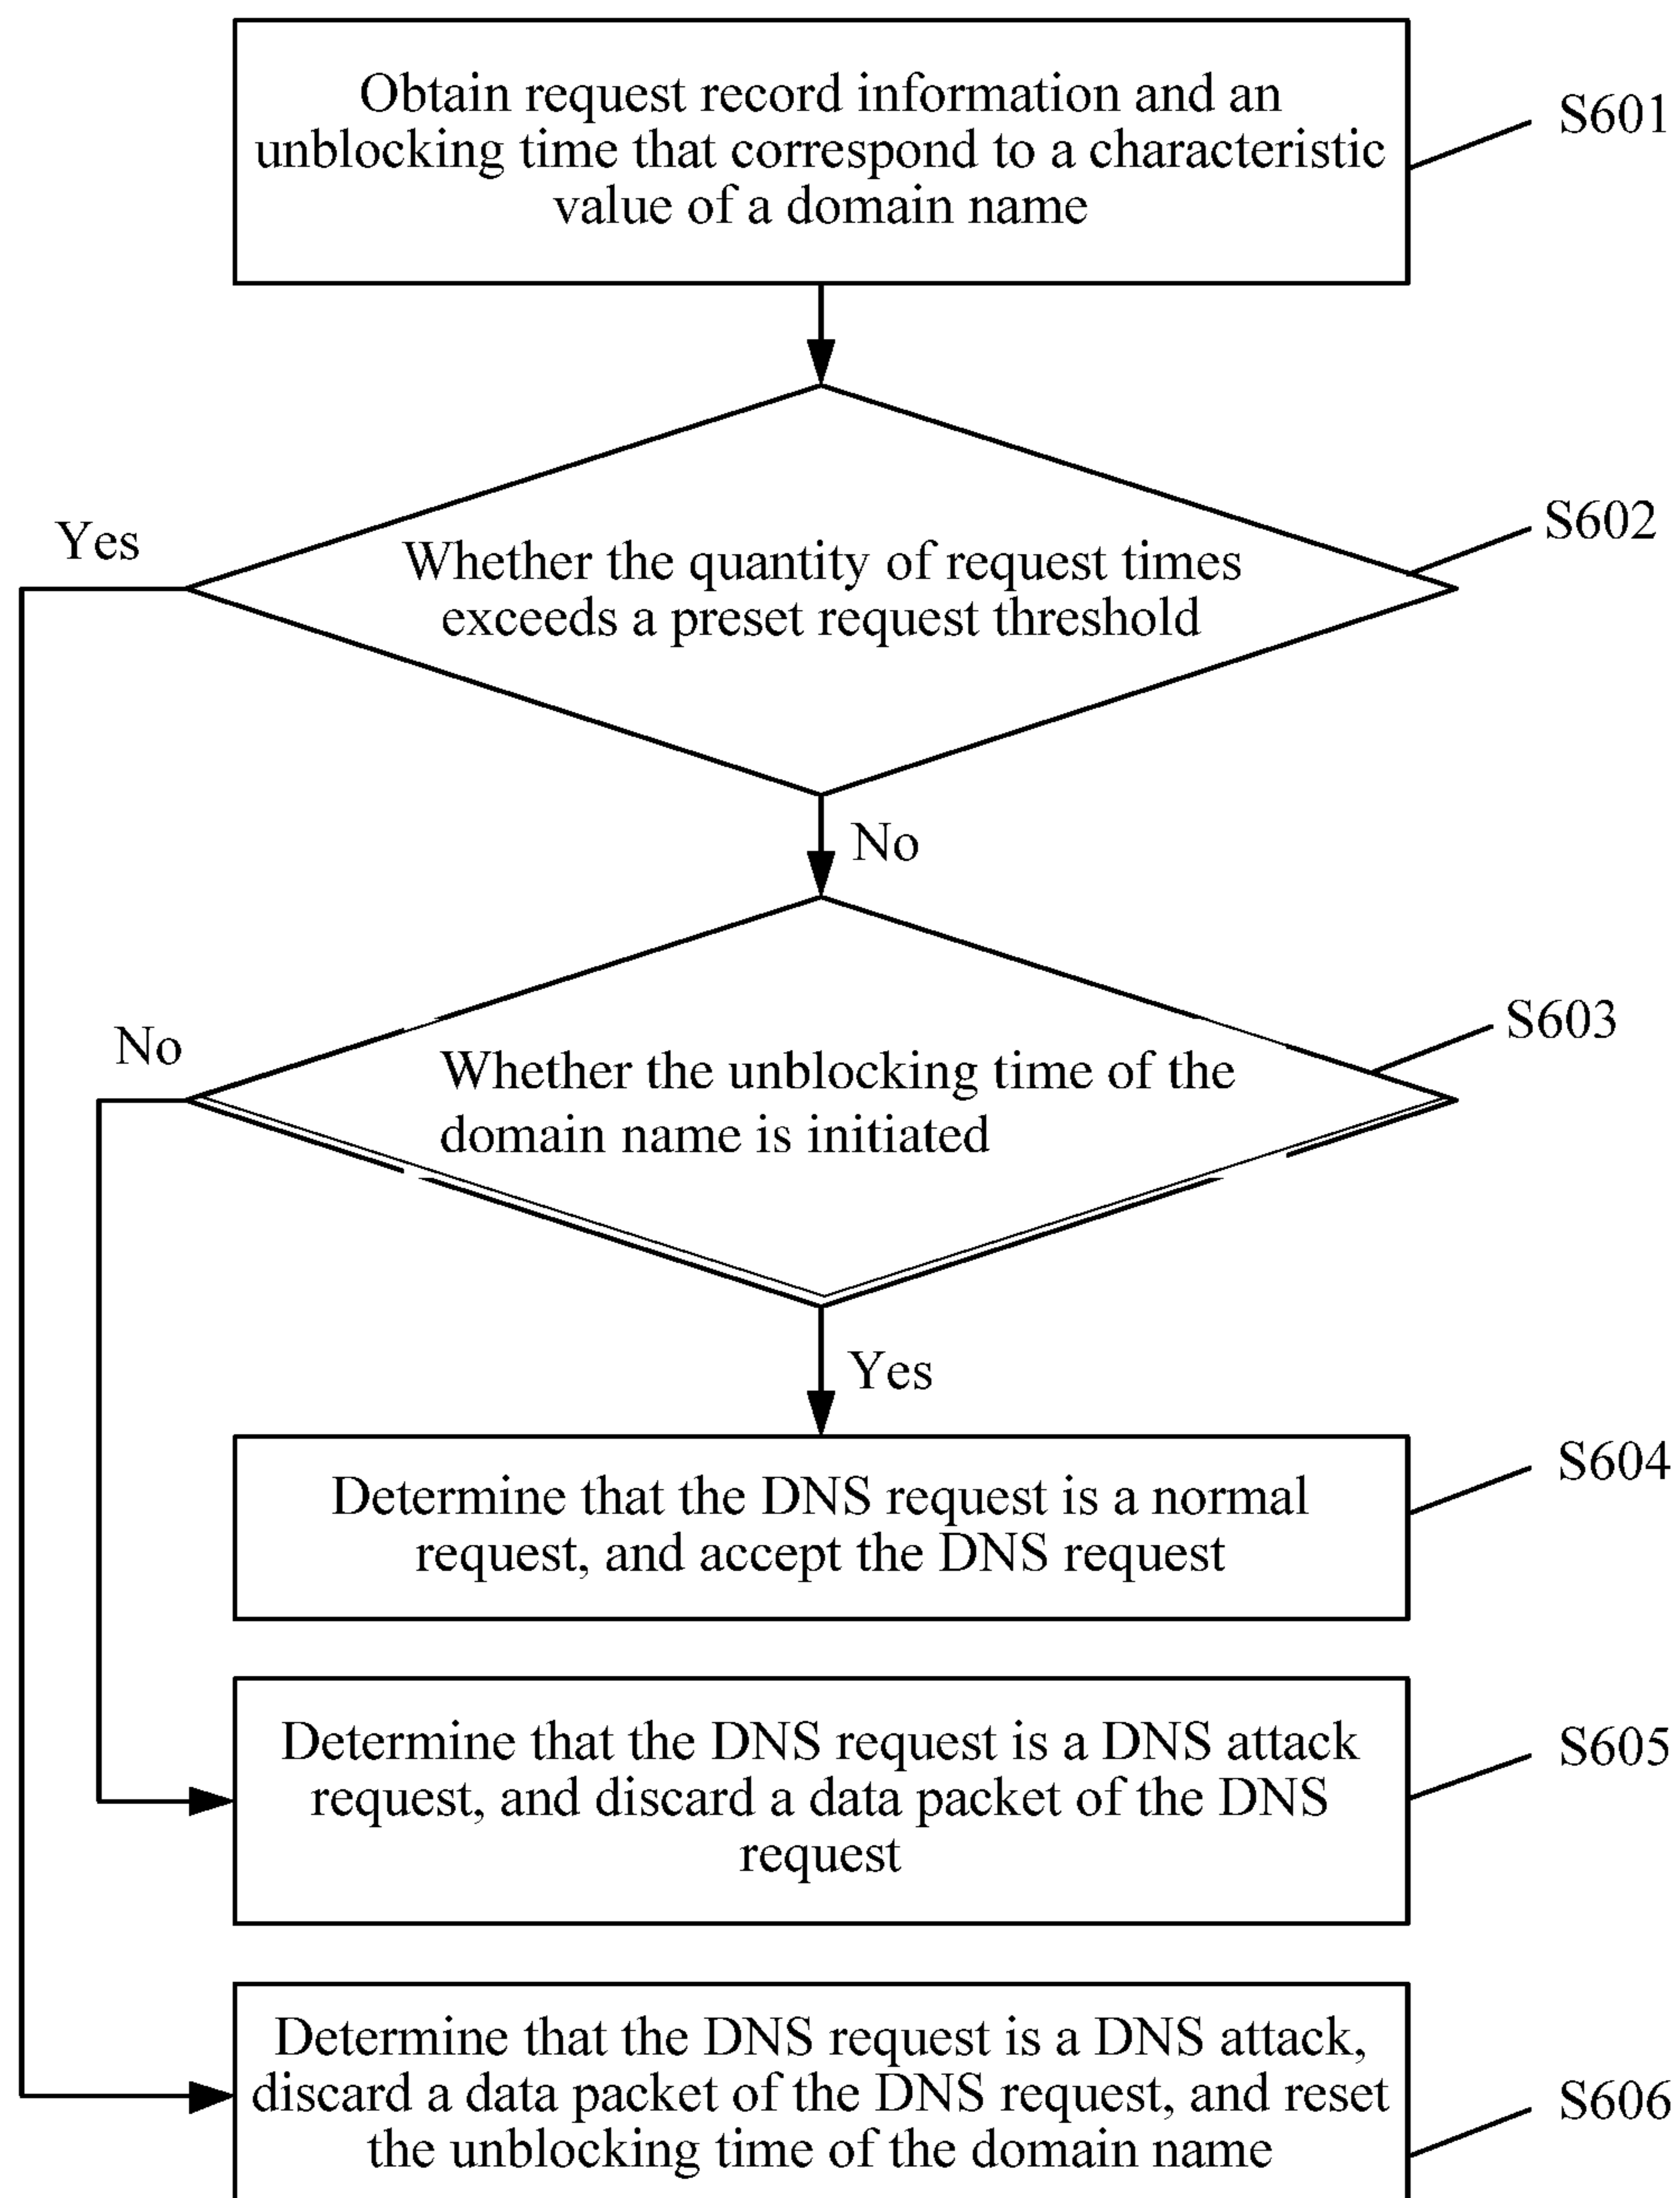 Obtain request record information and an
unblocking time that correspond to a characteristic
value of a domain name
S601
Yes
Whether the quantity of request times
exceeds a preset request threshold
S602
No
No
Whether the unblocking time of the
domain name is initiated
S603
Yes
Determine that the DNS request is a normal
request, and accept the DNS request
S604
Determine that the DNS request is a DNS attack
request, and discard a data packet of the DNS
request
S605
Determine that the DNS request is a DNS attack,
discard a data packet of the DNS request, and reset
the unblocking time of the domain name
S606